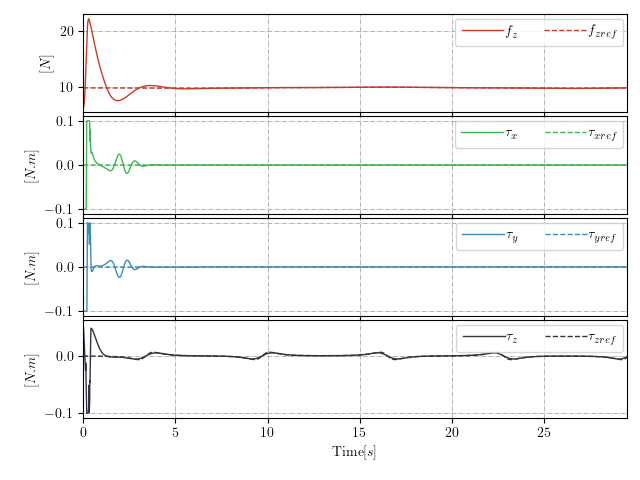 20
10
[N]
f_z f_zref
0.1
0.0
−0.1
[N.m]
τ_x τ_xref
0.1
0.0
−0.1
[N.m]
τ_y τ_yref
0.0
−0.1
[N.m]
τ_z τ_zref
0 5 10 15 20 25
Time[s]